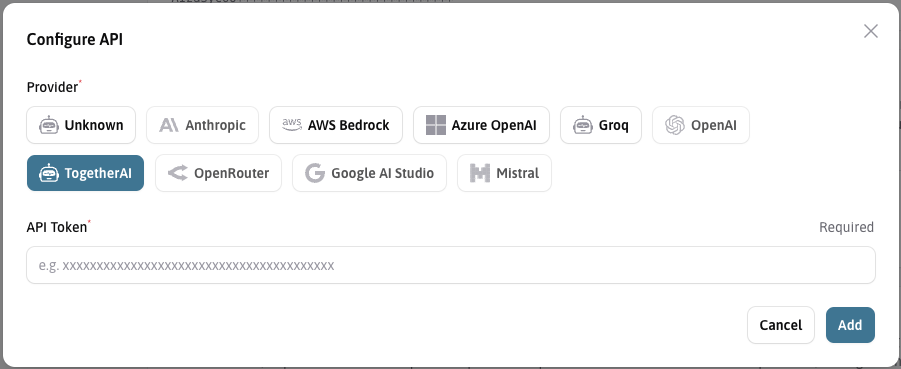 Configure API
Provider*
Unknown Anthropic aws AWS Bedrock Azure OpenAI Groq OpenAI
TogetherAI OpenRouter Google AI Studio Mistral
API Token* Required
e.g. xxxxxxxxxxxxxxxxxxxxxxxxxxxxxxxxxxxxxxxx
Cancel Add